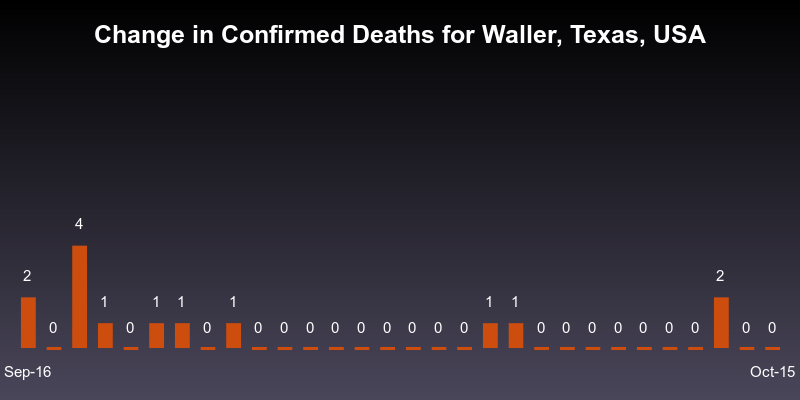 Change in Confirmed Deaths for Waller, Texas, USA
4
2 2
1 1 1 1 1 1
0 0 0 0 0 0 0 0 0 0 0 0 0 0 0 0 0 0 0 0 0
Sep-16 Oct-15